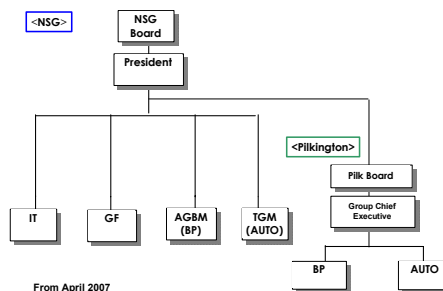 <NSG>
NSG
Board
President
<Pilkington>
Pilk Board
Group Chief
Executive
IT
GF
AGBM
(BP)
TGM
(AUTO)
BP
AUTO
From April 2007